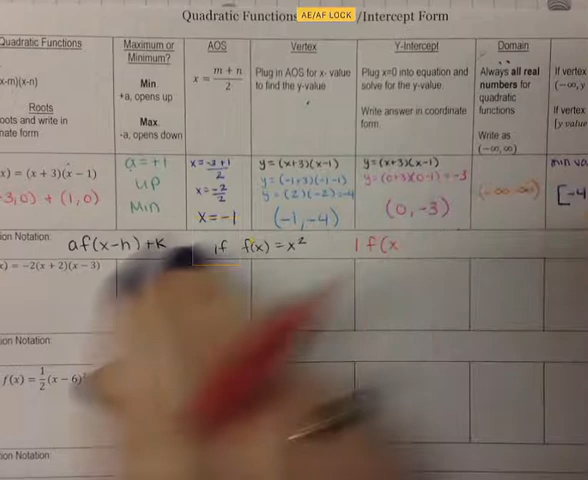 Quadratic Function
AE/AF LOCK
/Intercept Form
Quadratic Functions
x-m)(x-n)
Roots
oots and write in
nate form
Maximum or
Minimum?
Min
+a, opens up
Max
-a, opens down
AOS
x = m + n / 2
Vertex
Plug in AOS for x- value
to find the y-value
Y-Intercept
Plug x=0 into equation and
solve for the y-value.
Write answer in coordinate
form.
Domain
Always all real
numbers for
quadratic
functions
Write as
(-∞,∞)
If vertex
(-∞,y
If vertex
[y value
x) = (x + 3)(x − 1)
-3,0) + (1,0)
a = +1
UP
Min
x = -3+1 / 2
x = -2 / 2
x = -1
y = (x+3)(x-1)
y = (-1+3)(-1-1)
y = (2)(-2) = -4
(-1, -4)
y = (x+3)(x-1)
y = (0+3)(0-1) = -3
(0, -3)
(-∞, ∞)
min va
[-4
ion Notation:
af(x-h)+k
if f(x) = x²
1 f(x
x) = −2(x + 2)(x − 3)
ion Notation:
f(x) = 1/2 (x − 6)
ion Notation: